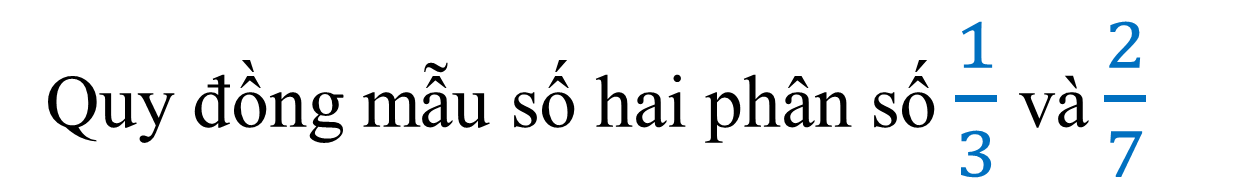 Quy đồng mẫu số hai phân số 1/3 và 2/7